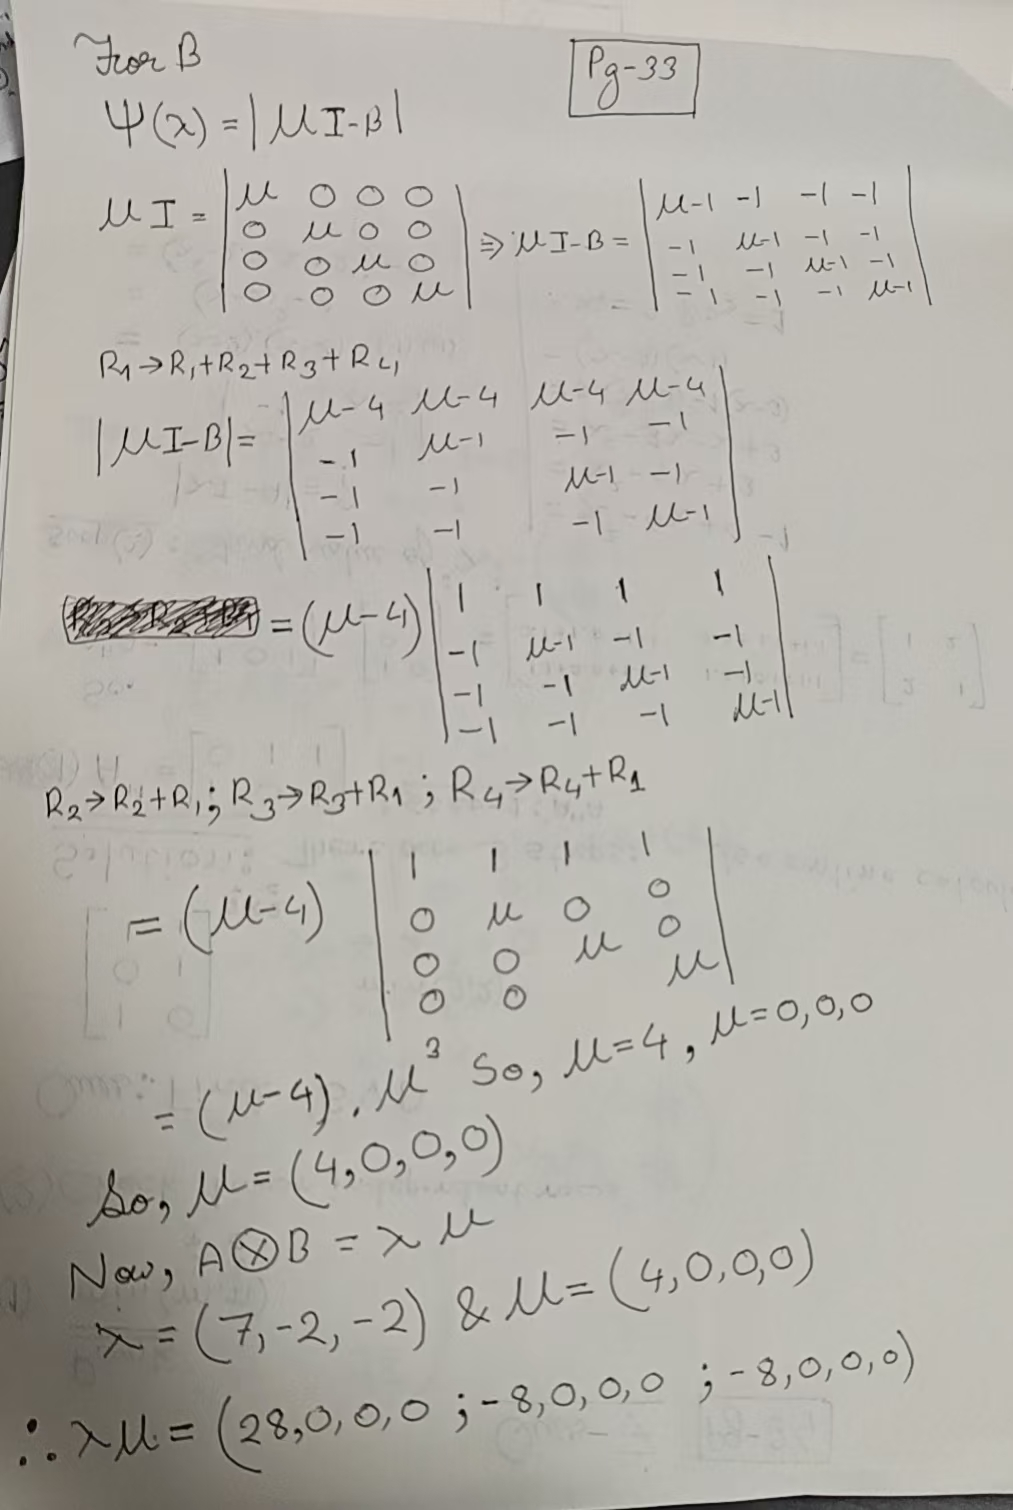 For B
Pg-33
Ψ(λ) = |μI-B|
μI = | μ 0 0 0 | ⇒ μI-B = | μ-1 -1 -1 -1 |
| 0 μ 0 0 | | -1 μ-1 -1 -1 |
| 0 0 μ 0 | | -1 -1 μ-1 -1 |
| 0 0 0 μ | | -1 -1 -1 μ-1 |
R1→R1+R2+R3+R4
|μI-B| = | μ-4 μ-4 μ-4 μ-4 |
| -1 μ-1 -1 -1 |
| -1 -1 μ-1 -1 |
| -1 -1 -1 μ-1 |
= (μ-4) | 1 1 1 1 |
| -1 μ-1 -1 -1 |
| -1 -1 μ-1 -1 |
| -1 -1 -1 μ-1 |
R2→R2+R1; R3→R3+R1; R4→R4+R1
= (μ-4) | 1 1 1 1 |
| 0 μ 0 0 |
| 0 0 μ 0 |
| 0 0 μ |
= (μ-4).μ³ So, μ=4, μ=0,0,0
So, μ = (4,0,0,0)
Now, A⊗B = λμ
λ = (7,-2,-2) & μ = (4,0,0,0)
∴ λμ = (28,0,0,0 ; -8,0,0,0 ; -8,0,0,0)